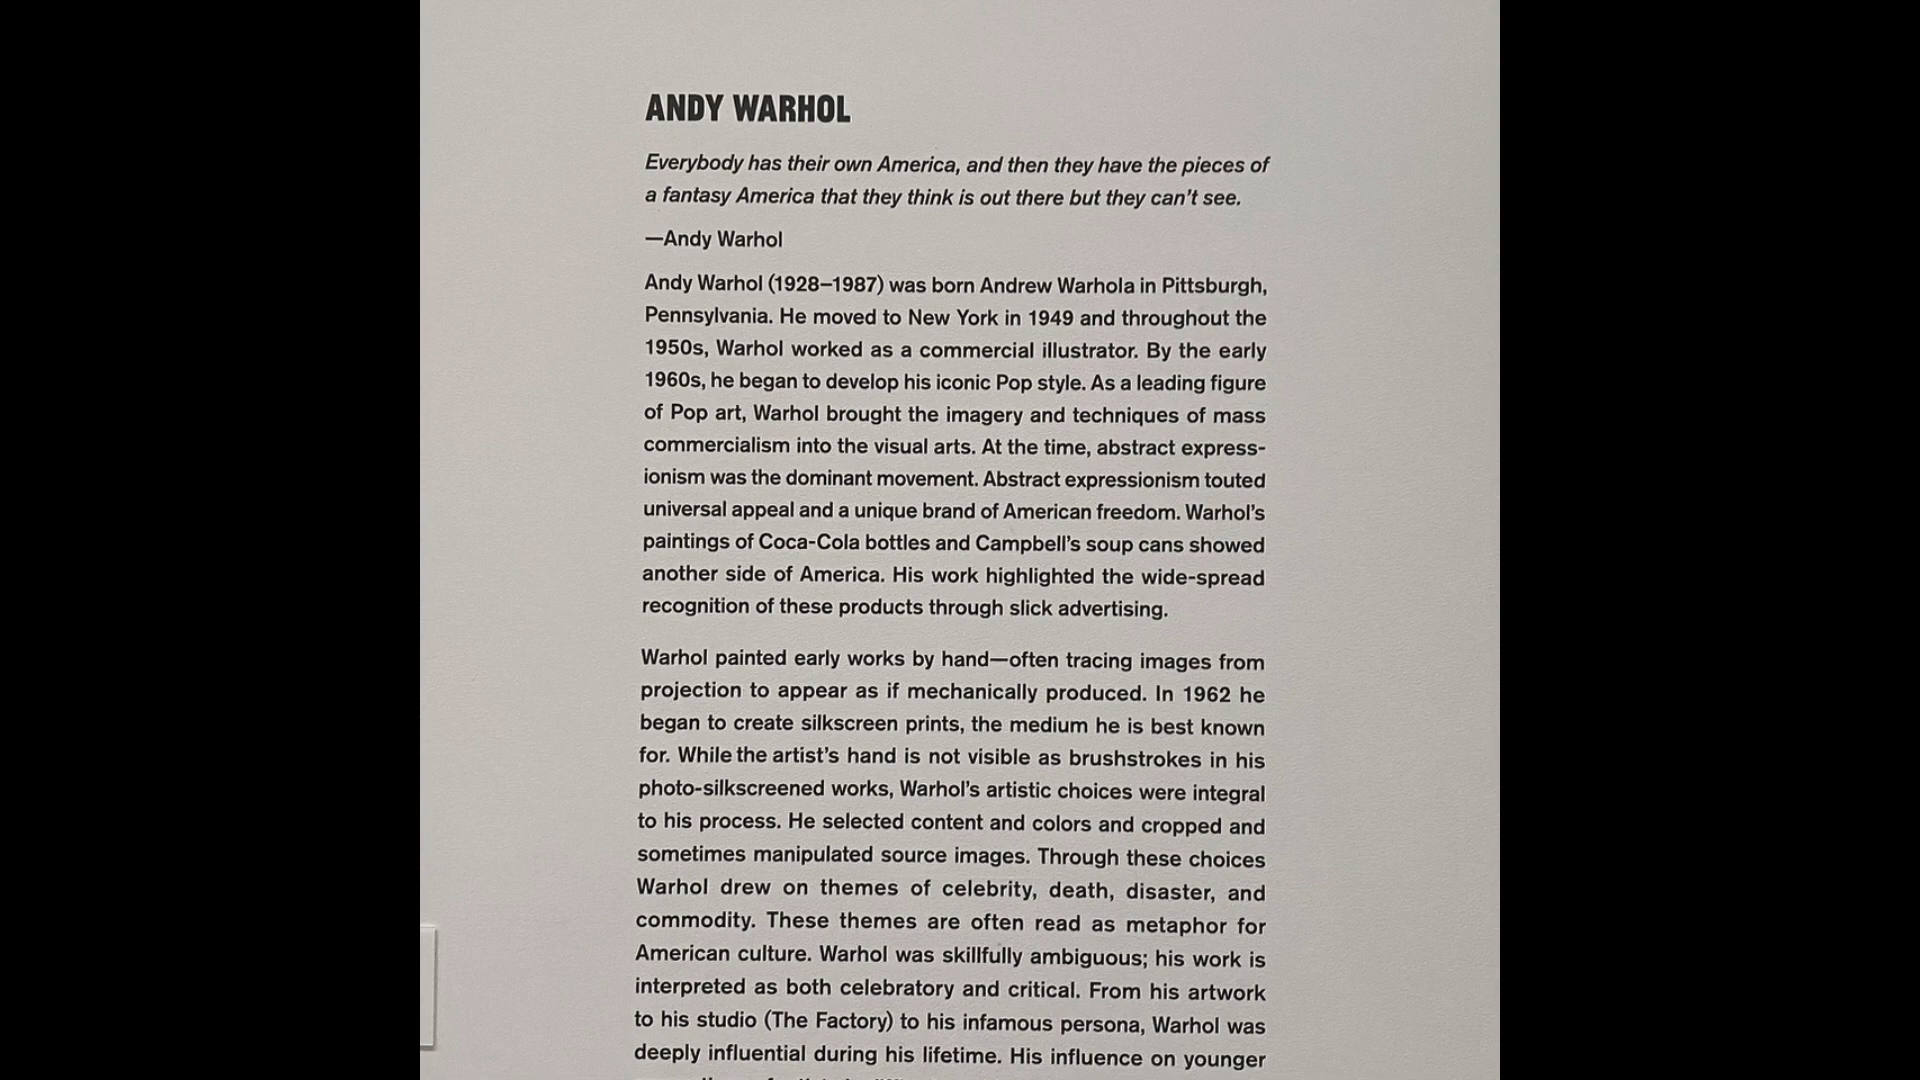 ANDY WARHOL
Everybody has their own America, and then they have the pieces of
a fantasy America that they think is out there but they can't see.
—Andy Warhol
Andy Warhol (1928–1987) was born Andrew Warhola in Pittsburgh,
Pennsylvania. He moved to New York in 1949 and throughout the
1950s, Warhol worked as a commercial illustrator. By the early
1960s, he began to develop his iconic Pop style. As a leading figure
of Pop art, Warhol brought the imagery and techniques of mass
commercialism into the visual arts. At the time, abstract express-
ionism was the dominant movement. Abstract expressionism touted
universal appeal and a unique brand of American freedom. Warhol's
paintings of Coca-Cola bottles and Campbell's soup cans showed
another side of America. His work highlighted the wide-spread
recognition of these products through slick advertising.
Warhol painted early works by hand—often tracing images from
projection to appear as if mechanically produced. In 1962 he
began to create silkscreen prints, the medium he is best known
for. While the artist's hand is not visible as brushstrokes in his
photo-silkscreened works, Warhol's artistic choices were integral
to his process. He selected content and colors and cropped and
sometimes manipulated source images. Through these choices
Warhol drew on themes of celebrity, death, disaster, and
commodity. These themes are often read as metaphor for
American culture. Warhol was skillfully ambiguous; his work is
interpreted as both celebratory and critical. From his artwork
to his studio (The Factory) to his infamous persona, Warhol was
deeply influential during his lifetime. His influence on younger